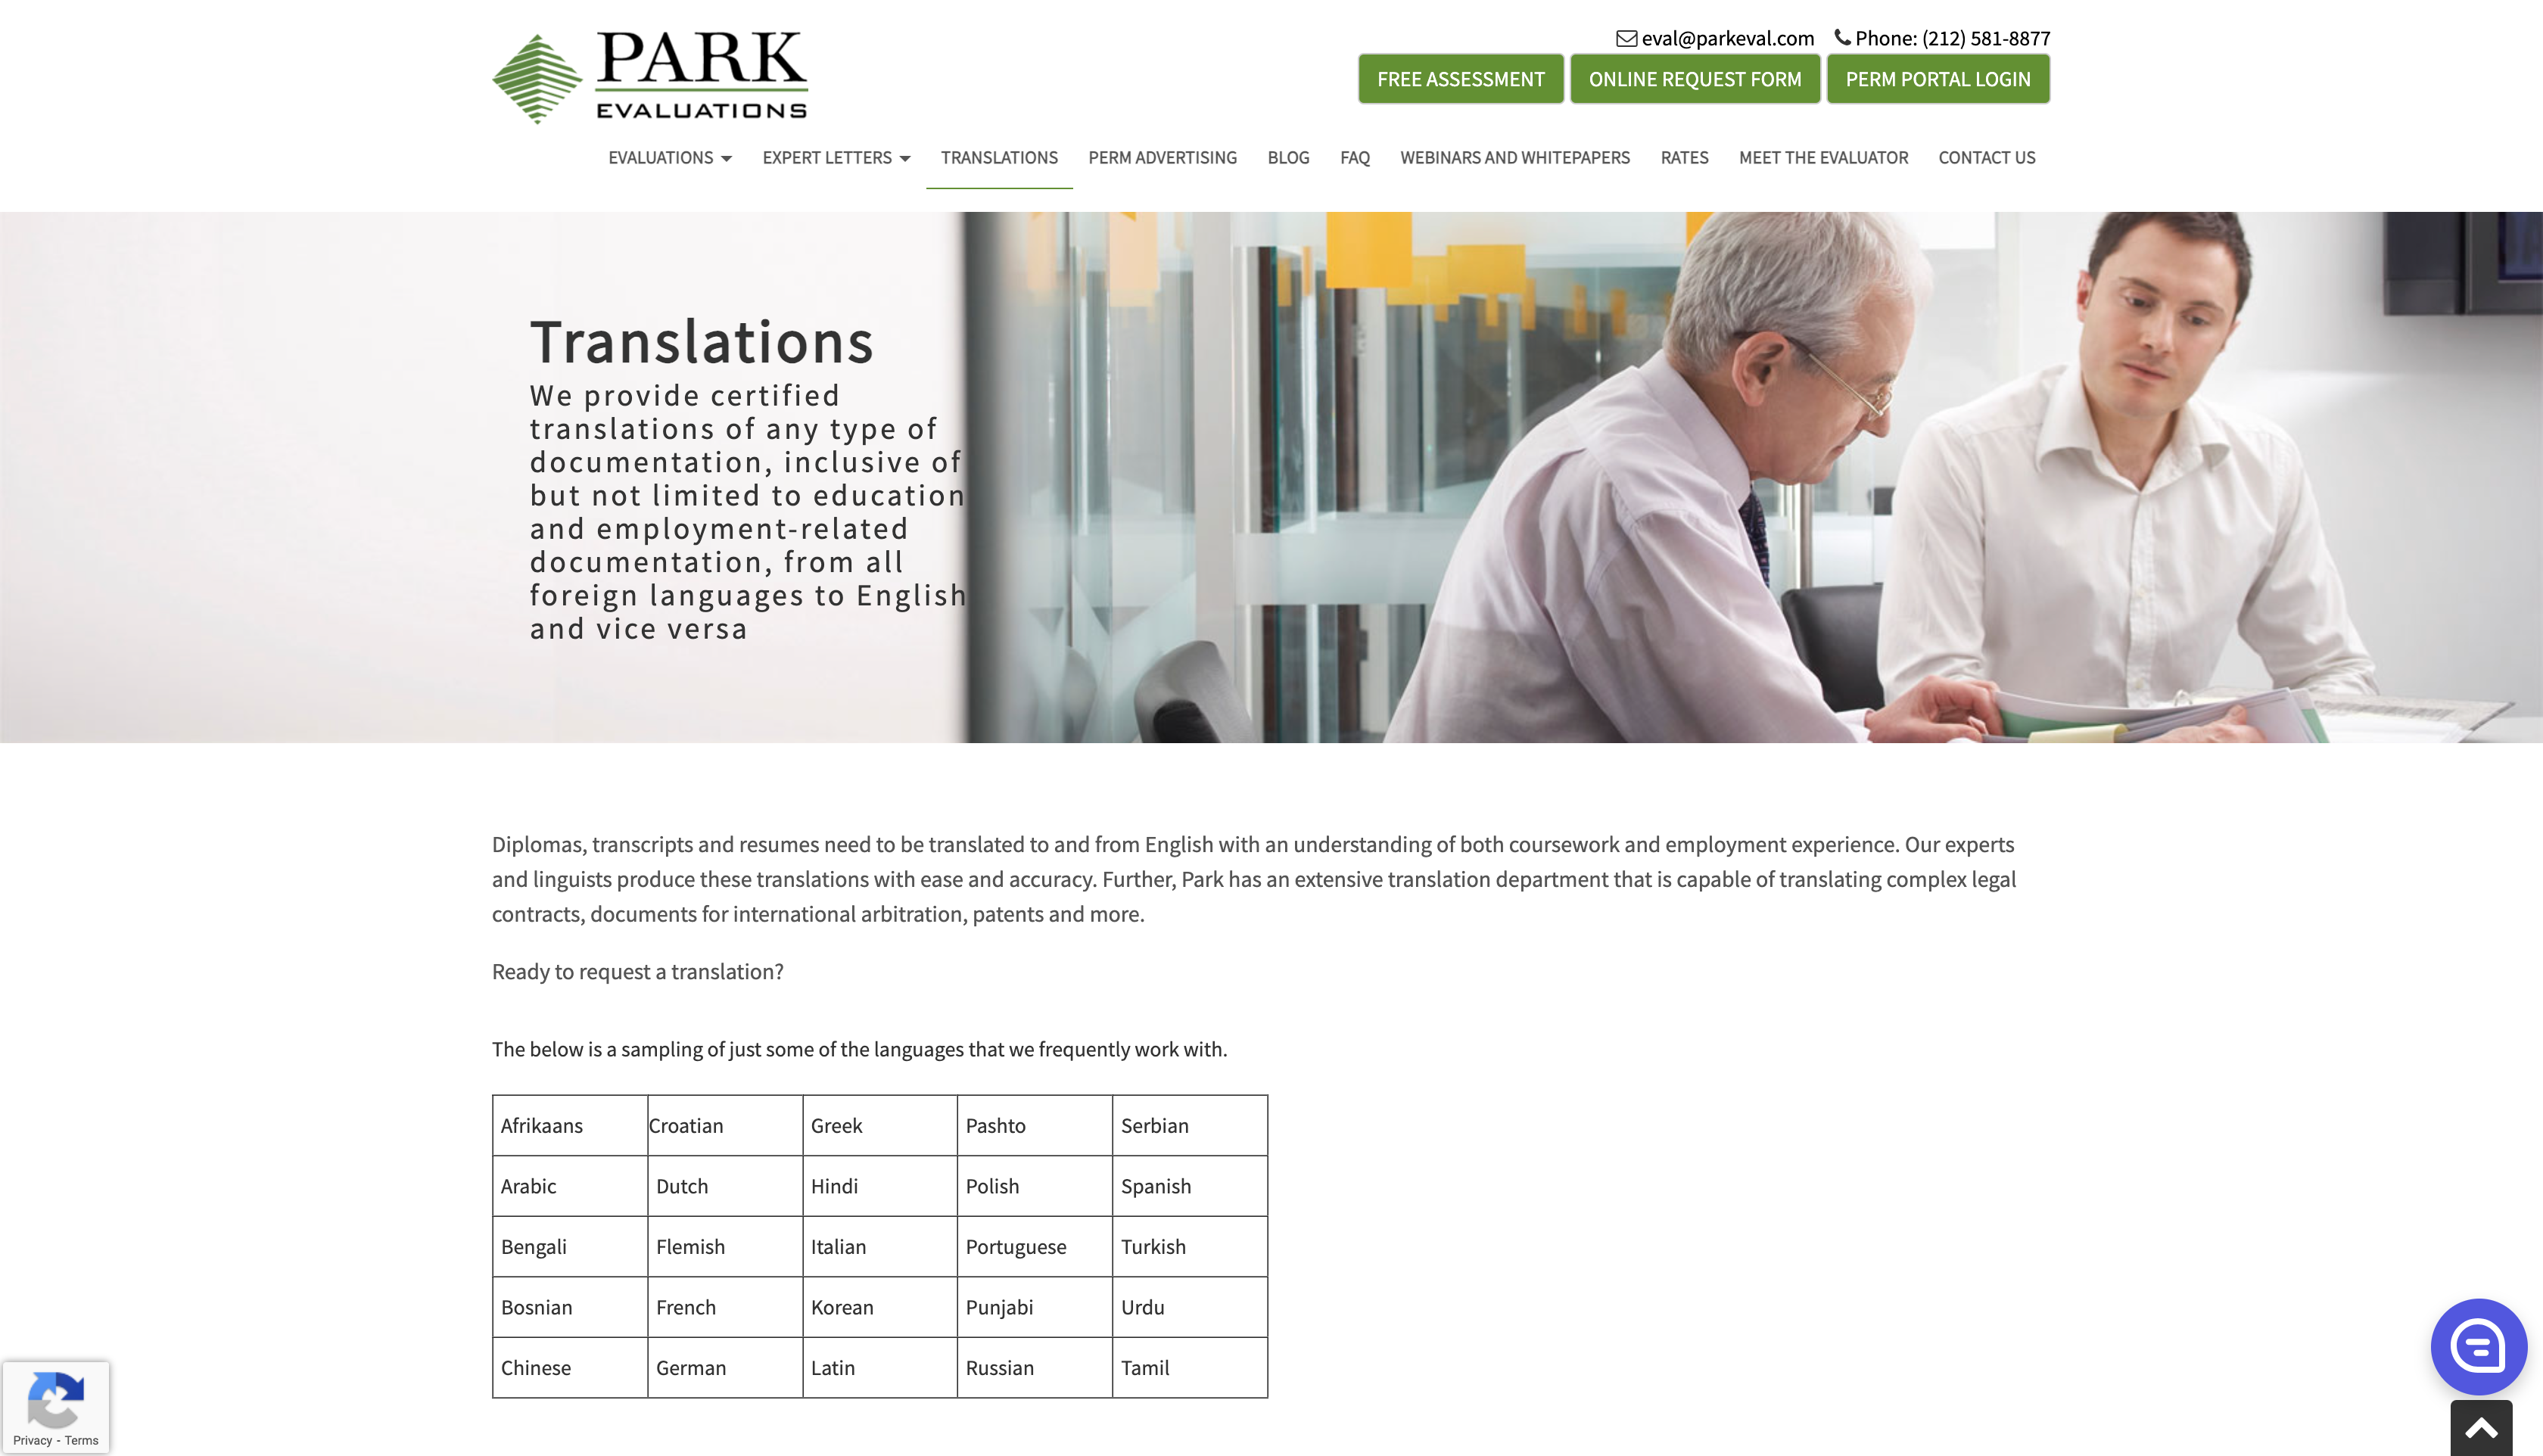 PARK
EVALUATIONS
eval@parkeval.com Phone: (212) 581-8877
FREE ASSESSMENT ONLINE REQUEST FORM PERM PORTAL LOGIN
EVALUATIONS EXPERT LETTERS TRANSLATIONS PERM ADVERTISING BLOG FAQ WEBINARS AND WHITEPAPERS RATES MEET THE EVALUATOR CONTACT US
Translations
We provide certified
translations of any type of
documentation, inclusive of
but not limited to education
and employment-related
documentation, from all
foreign languages to English
and vice versa
Diplomas, transcripts and resumes need to be translated to and from English with an understanding of both coursework and employment experience. Our experts
and linguists produce these translations with ease and accuracy. Further, Park has an extensive translation department that is capable of translating complex legal
contracts, documents for international arbitration, patents and more.
Ready to request a translation?
The below is a sampling of just some of the languages that we frequently work with.
Afrikaans Croatian Greek Pashto Serbian
Arabic Dutch Hindi Polish Spanish
Bengali Flemish Italian Portuguese Turkish
Bosnian French Korean Punjabi Urdu
Chinese German Latin Russian Tamil
Privacy - Terms